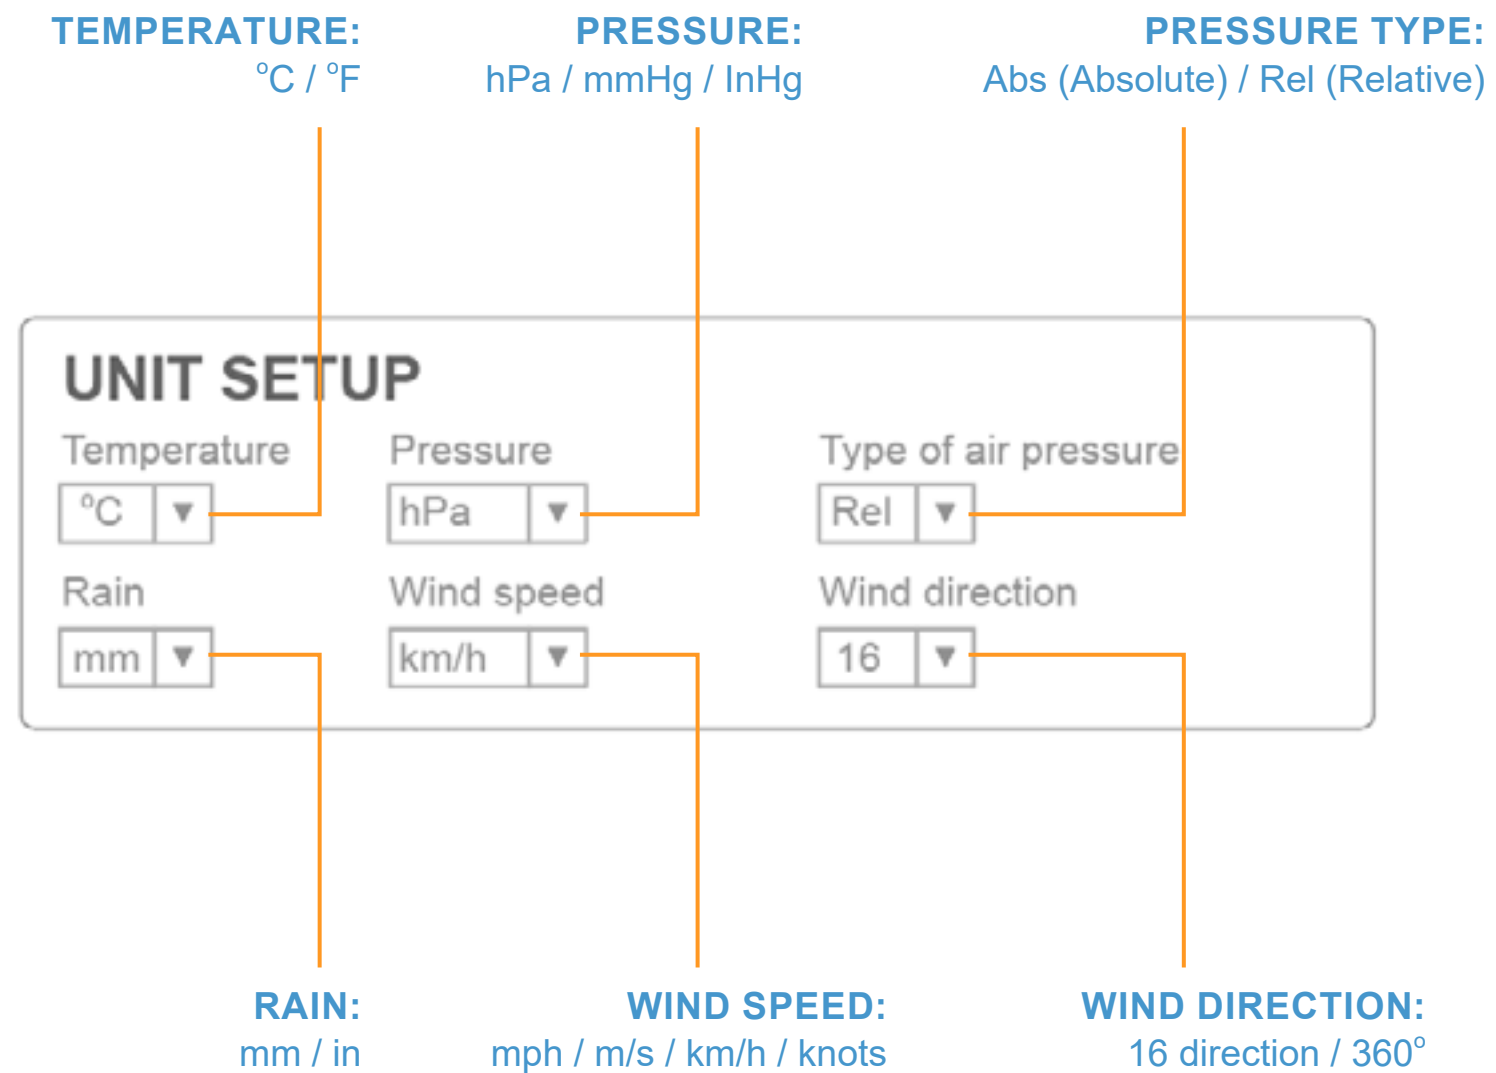 TEMPERATURE:
°C / °F
PRESSURE:
hPa / mmHg / InHg
PRESSURE TYPE:
Abs (Absolute) / Rel (Relative)
UNIT SETUP
Temperature
Pressure
Type of air pressure
°C ▼
hPa ▼
Rel ▼
Rain
Wind speed
Wind direction
mm ▼
km/h ▼
16 ▼
RAIN:
mm / in
WIND SPEED:
mph / m/s / km/h / knots
WIND DIRECTION:
16 direction / 360°